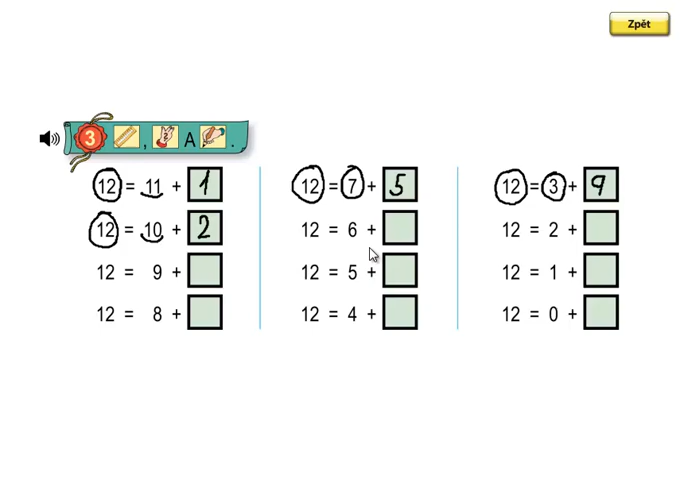 Zpět
3 , A .
12 = 11 + 1
12 = 10 + 2
12 = 9 +
12 = 8 +
12 = 7 + 5
12 = 6 +
12 = 5 +
12 = 4 +
12 = 3 + 9
12 = 2 +
12 = 1 +
12 = 0 +